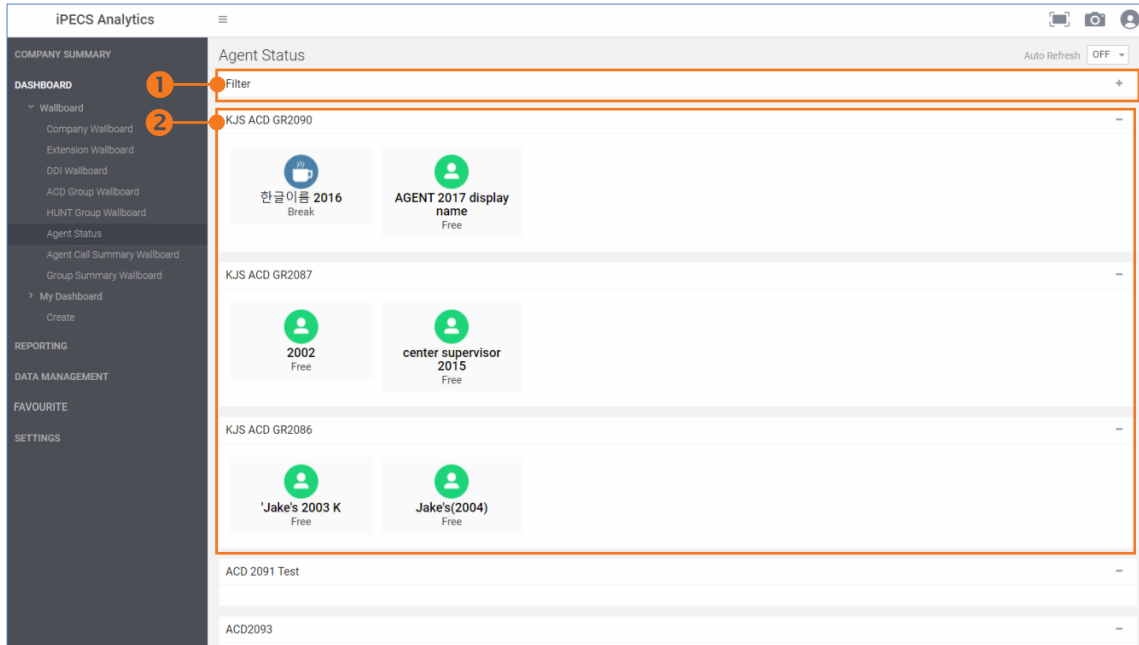 iPECS Analytics
COMPANY SUMMARY
DASHBOARD
Wallboard
Company Wallboard
Extension Wallboard
DDI Wallboard
ACD Group Wallboard
HUNT Group Wallboard
Agent Status
Agent Call Summary Wallboard
Group Summary Wallboard
My Dashboard
Create
REPORTING
DATA MANAGEMENT
FAVOURITE
SETTINGS
Agent Status
Auto Refresh OFF
1
Filter
2
KJS ACD GR2090
한글이름 2016
Break
AGENT 2017 display
name
Free
KJS ACD GR2087
2002
Free
center supervisor
2015
Free
KJS ACD GR2086
'Jake's 2003 K
Free
Jake's(2004)
Free
ACD 2091 Test
ACD2093